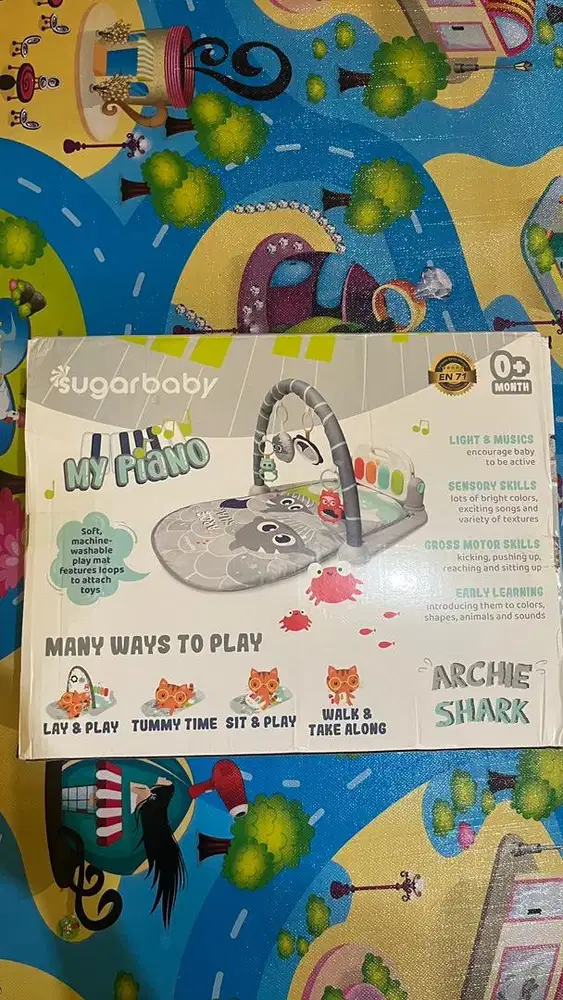 sugarbaby
EN 71
0+
MONTH
MY PiANO
LIGHT & MUSICS
encourage baby
to be active
SENSORY SKILLS
lots of bright colors,
exciting songs and
variety of textures
GROSS MOTOR SKILLS
kicking, pushing up,
reaching and sitting up
EARLY LEARNING
introducing them to colors,
shapes, animals and sounds
Soft,
machine-
washable
play mat
features loops
to attach
toys
MANY WAYS TO PLAY
LAY & PLAY
TUMMY TIME
SIT & PLAY
WALK &
TAKE ALONG
ARCHIE
SHARK